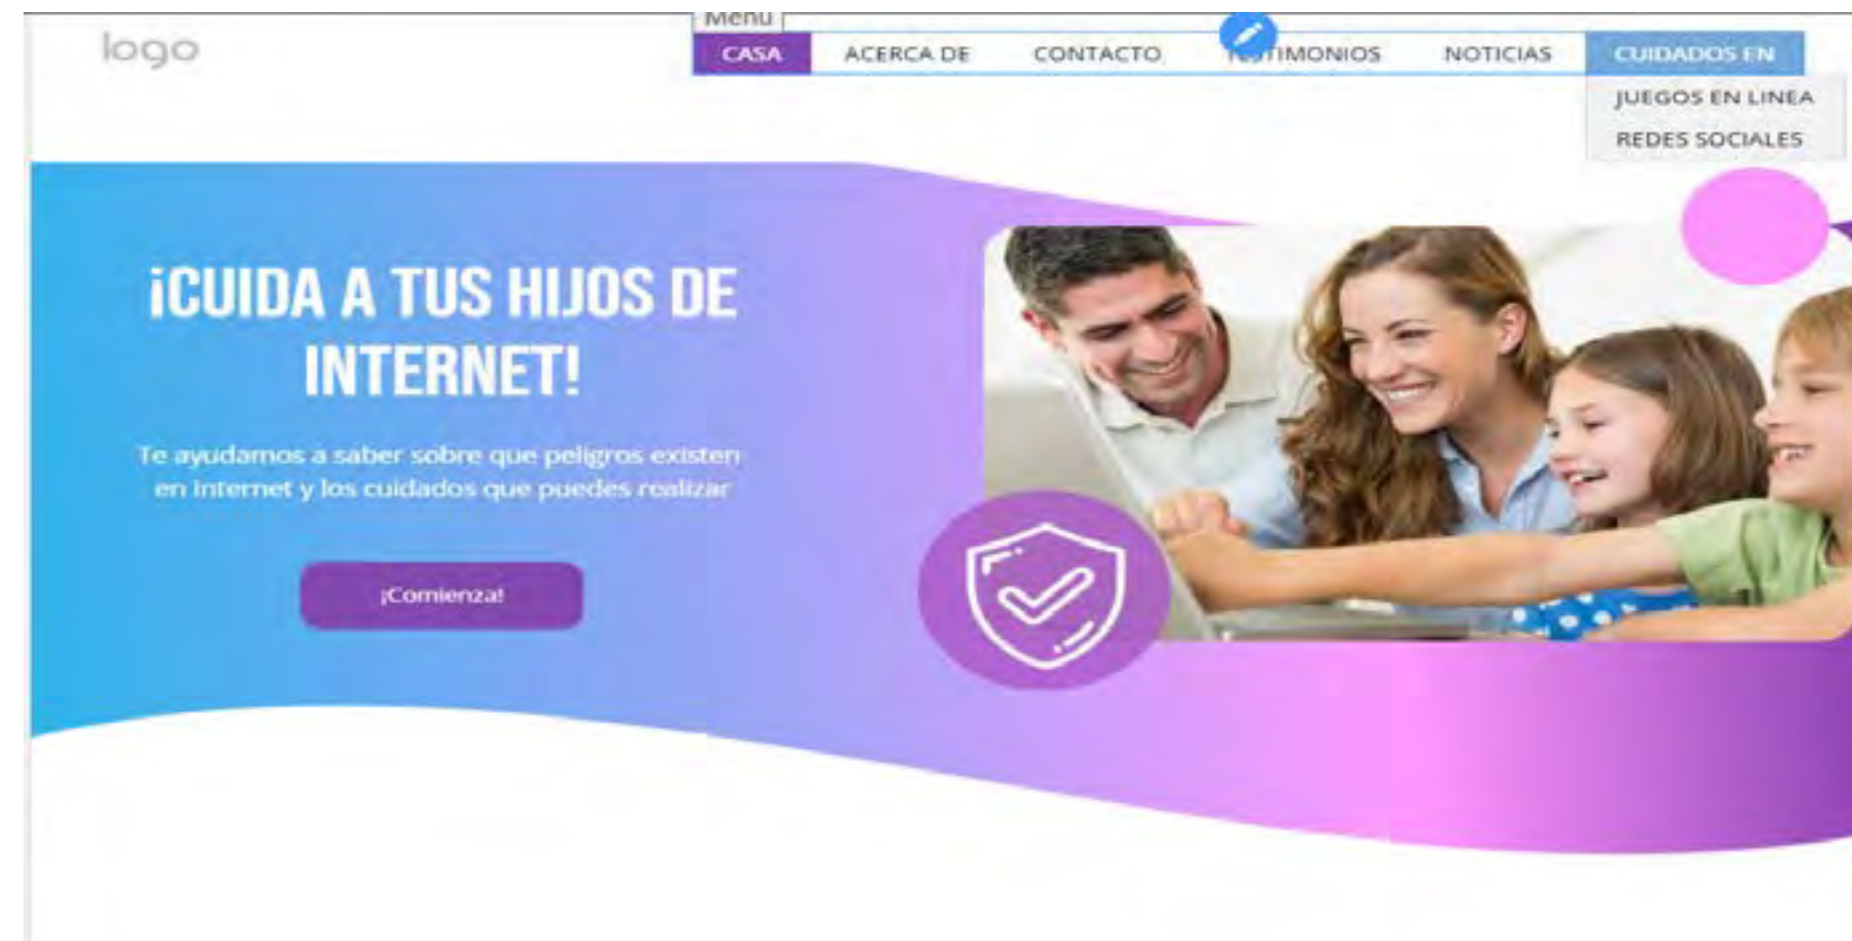 Menu
logo
CASA ACERCA DE CONTACTO TESTIMONIOS NOTICIAS CUIDADOS EN
JUEGOS EN LINEA
REDES SOCIALES
¡CUIDA A TUS HIJOS DE
INTERNET!
Te ayudamos a saber sobre que peligros existen
en internet y los cuidados que puedes realizar
¡Comienza!